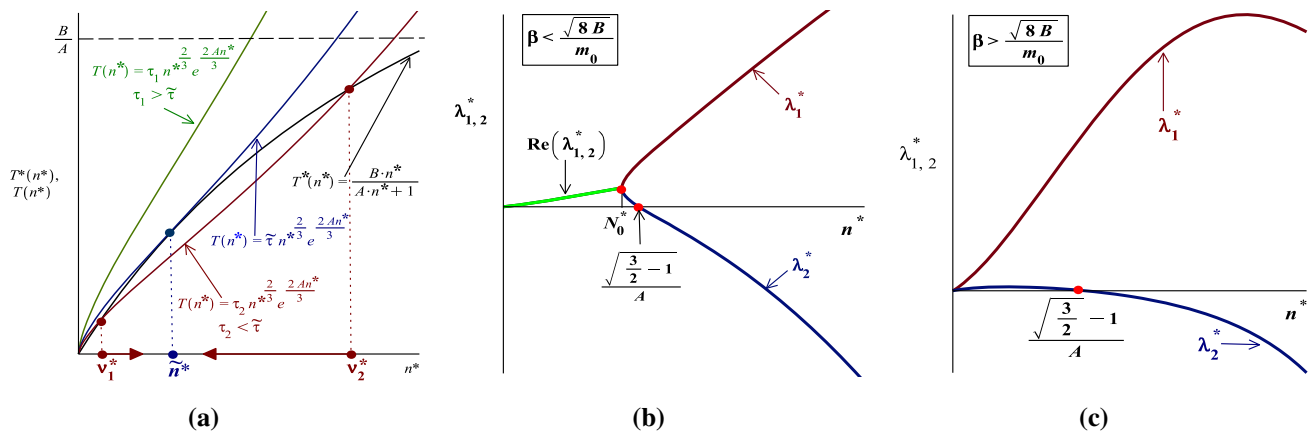 B/A
T(n*) = τ₁ n*^(2/3) e^(2An*/3)
τ₁ > τ̃
T*(n*),
T(n*)
T*(n*) = B·n*/(A·n*+1)
T(n*) = τ̃ n*^(2/3) e^(2An*/3)
T(n*) = τ₂ n*^(2/3) e^(2An*/3)
τ₂ < τ̃
ν₁* ñ* ν₂* n*
(a)
β < √(8B)/m₀
λ₁*
λ*₁,₂
Re(λ*₁,₂)
N₀* n*
√(3/2 − 1)/A
λ₂*
(b)
β > √(8B)/m₀
λ₁*
λ*₁,₂
n*
√(3/2 − 1)/A
λ₂*
(c)